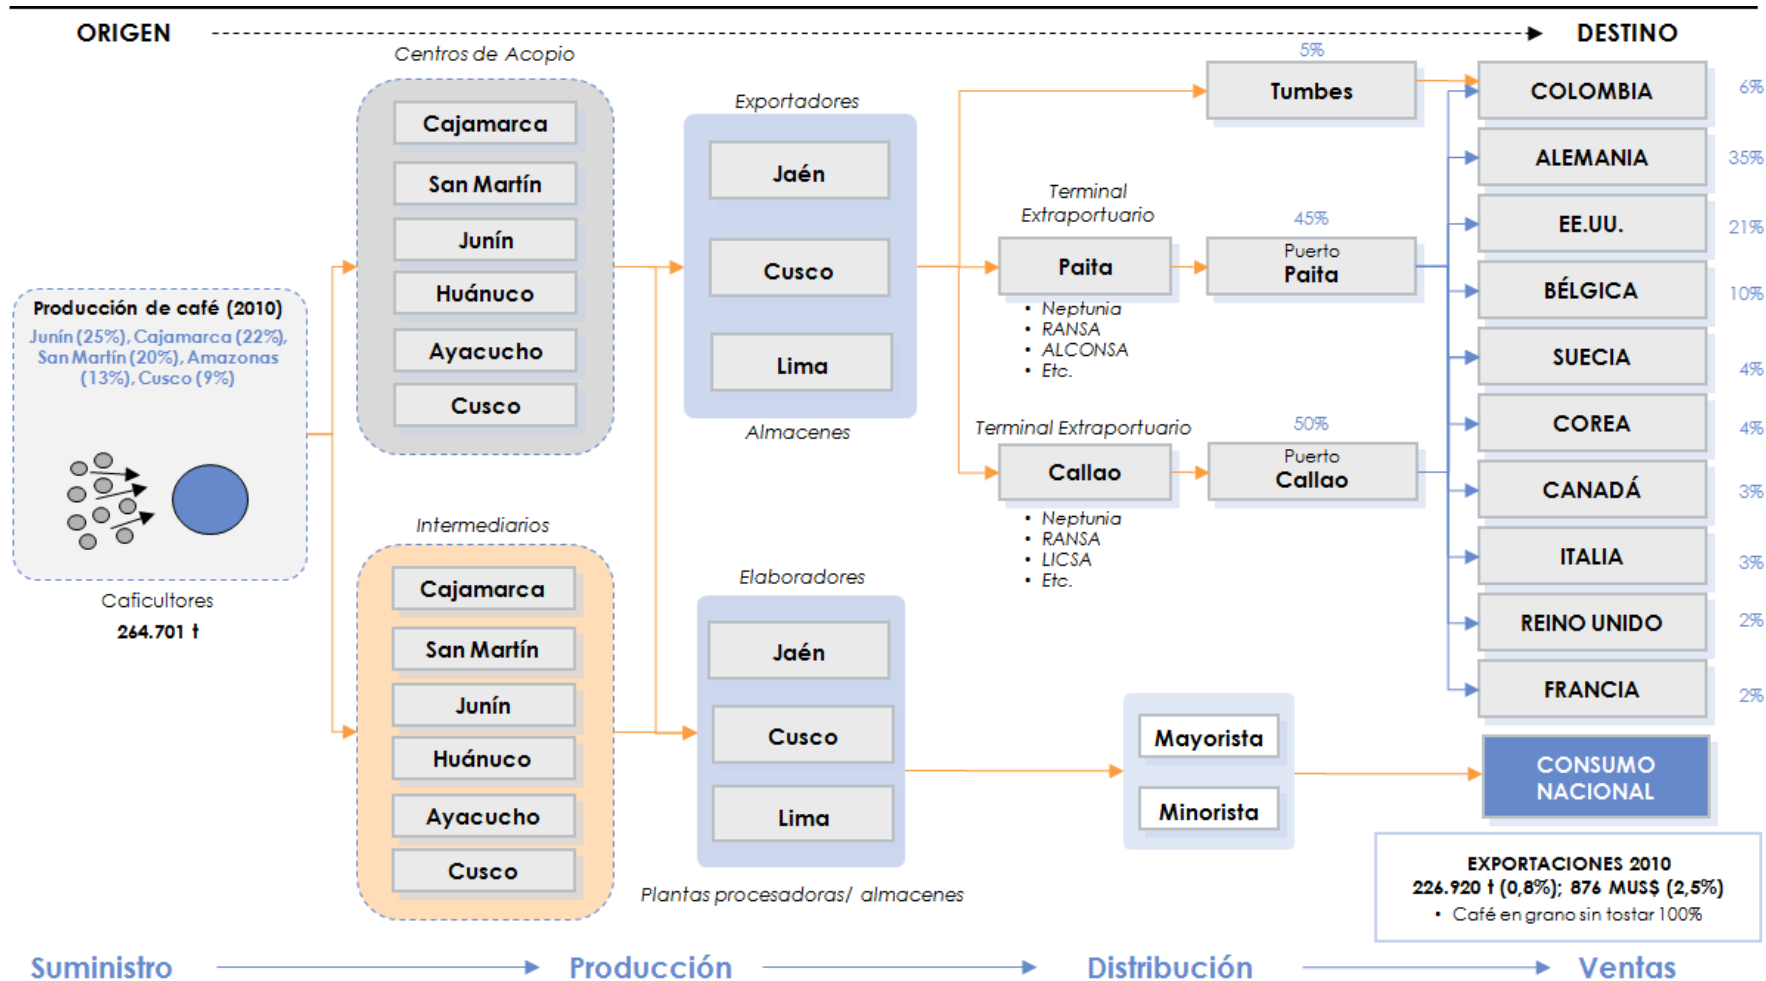 ORIGEN
DESTINO
Centros de Acopio
Cajamarca
San Martín
Junín
Huánuco
Ayacucho
Cusco
Producción de café (2010)
Junín (25%), Cajamarca (22%),
San Martín (20%), Amazonas
(13%), Cusco (9%)
Caficultores
264.701 t
Intermediarios
Cajamarca
San Martín
Junín
Huánuco
Ayacucho
Cusco
Exportadores
Jaén
Cusco
Lima
Almacenes
Elaboradores
Jaén
Cusco
Lima
Plantas procesadoras/ almacenes
5%
Tumbes
Terminal
Extraportuario
Paita
• Neptunia
• RANSA
• ALCONSA
• Etc.
45%
Puerto
Paita
Terminal Extraportuario
Callao
• Neptunia
• RANSA
• LICSA
• Etc.
50%
Puerto
Callao
Mayorista
Minorista
COLOMBIA 6%
ALEMANIA 35%
EE.UU. 21%
BÉLGICA 10%
SUECIA 4%
COREA 4%
CANADÁ 3%
ITALIA 3%
REINO UNIDO 2%
FRANCIA 2%
CONSUMO
NACIONAL
EXPORTACIONES 2010
226.920 t (0,8%); 876 MUS$ (2,5%)
• Café en grano sin tostar 100%
Suministro
Producción
Distribución
Ventas